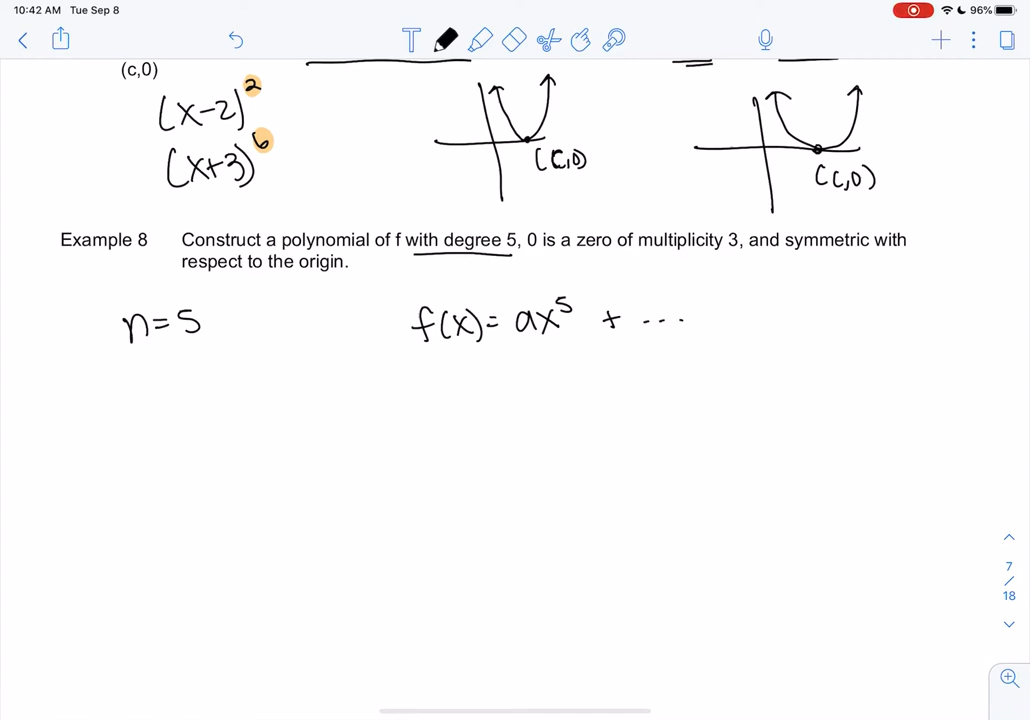 10:42 AM Tue Sep 8
96%
T
(c,0)
(x-2)^2
(x+3)^6
(c,0)
(c,0)
Example 8 Construct a polynomial of f with degree 5, 0 is a zero of multiplicity 3, and symmetric with
respect to the origin.
n=5 f(x)= ax^5 + ...
7
/
18